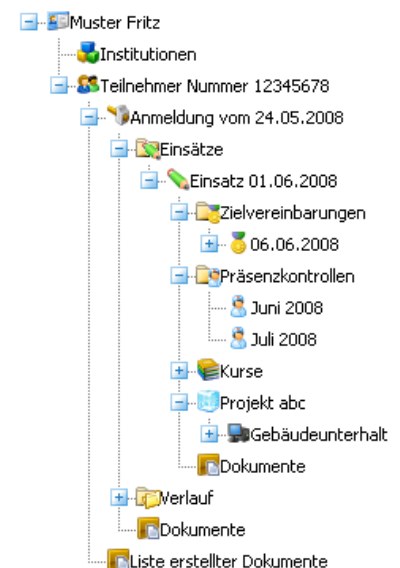 Muster Fritz
Institutionen
Teilnehmer Nummer 12345678
Anmeldung vom 24.05.2008
Einsätze
Einsatz 01.06.2008
Zielvereinbarungen
06.06.2008
Präsenzkontrollen
Juni 2008
Juli 2008
Kurse
Projekt abc
Gebäudeunterhalt
Dokumente
Verlauf
Dokumente
Liste erstellter Dokumente